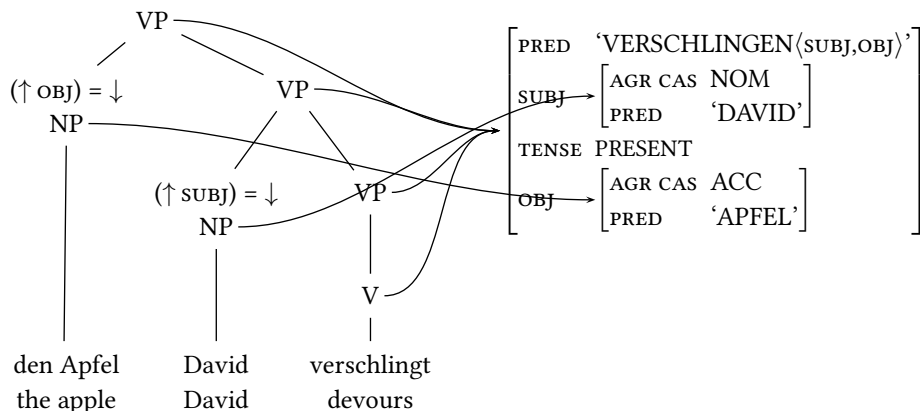 VP
(↑ OBJ) = ↓
NP
VP
(↑ SUBJ) = ↓
NP
VP
V
den Apfel David verschlingt
the apple David devours
PRED ‘VERSCHLINGEN⟨SUBJ,OBJ⟩’
SUBJ
AGR CAS NOM
PRED ‘DAVID’
TENSE PRESENT
OBJ
AGR CAS ACC
PRED ‘APFEL’